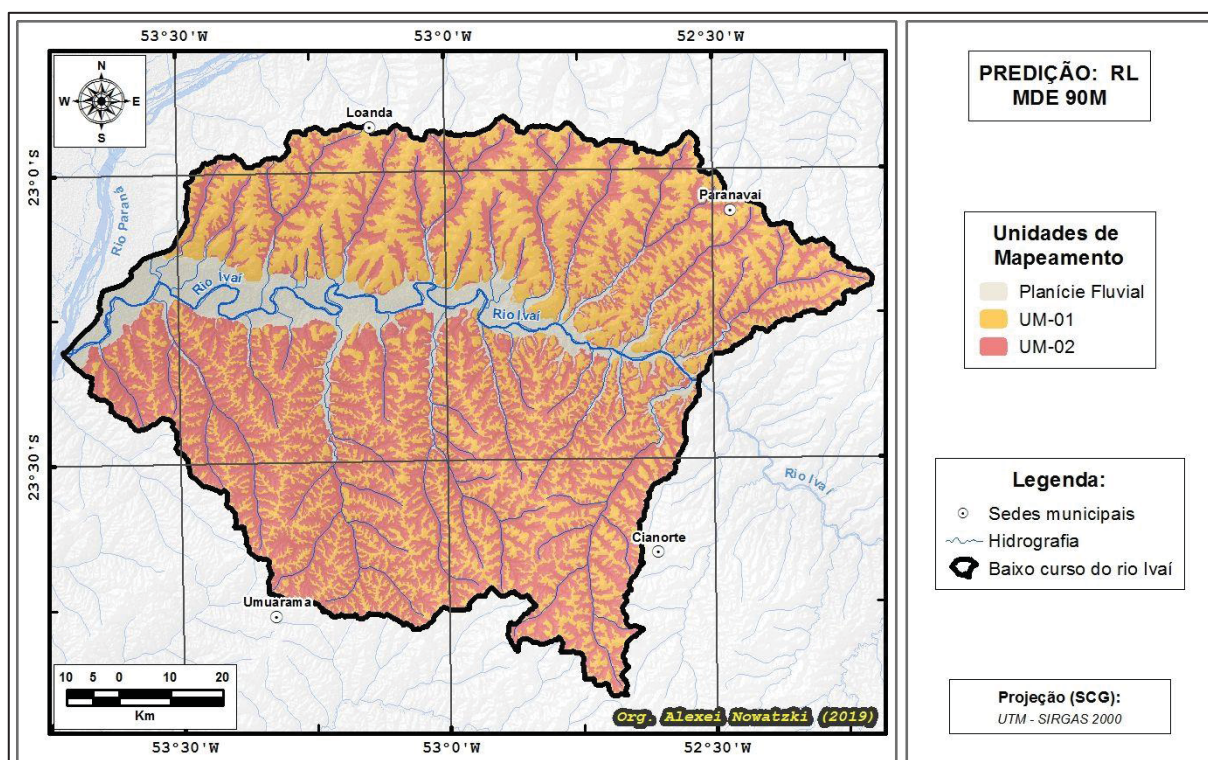 53°30'W
53°0'W
52°30'W
N
W
E
S
Loanda
23°0'S
Rio Paraná
Paranavaí
Rio Ivaí
Rio Ivaí
23°30'S
Rio Ivaí
Cianorte
Umuarama
10 5 0 10 20
Km
Org. Alexei Nowatzki (2019)
53°30'W
53°0'W
52°30'W
PREDIÇÃO: RL
MDE 90M
Unidades de
Mapeamento
Planície Fluvial
UM-01
UM-02
Legenda:
Sedes municipais
Hidrografia
Baixo curso do rio Ivaí
Projeção (SCG):
UTM - SIRGAS 2000